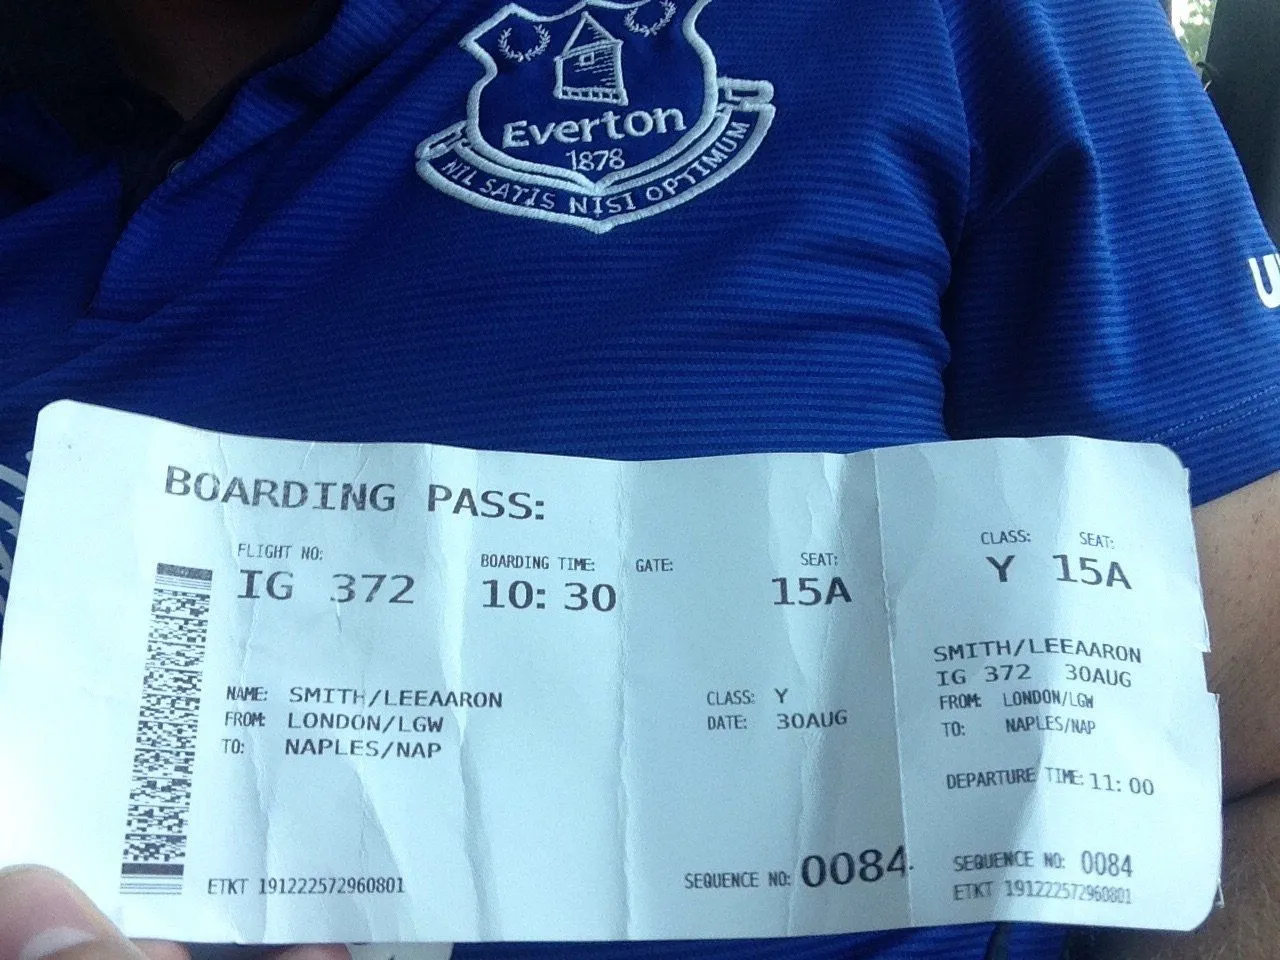 Everton
1878
NIL SATIS NISI OPTIMUM
U
BOARDING PASS:
FLIGHT NO: BOARDING TIME: GATE: SEAT:
IG 372 10:30 15A
NAME: SMITH/LEEAARON
FROM: LONDON/LGW
TO: NAPLES/NAP
CLASS: Y
DATE: 30AUG
ETKT 191222572960801
SEQUENCE NO: 0084
CLASS: SEAT:
Y 15A
SMITH/LEEAARON
IG 372 30AUG
FROM: LONDON/LGW
TO: NAPLES/NAP
DEPARTURE TIME: 11:00
SEQUENCE NO: 0084
ETKT 191222572960801